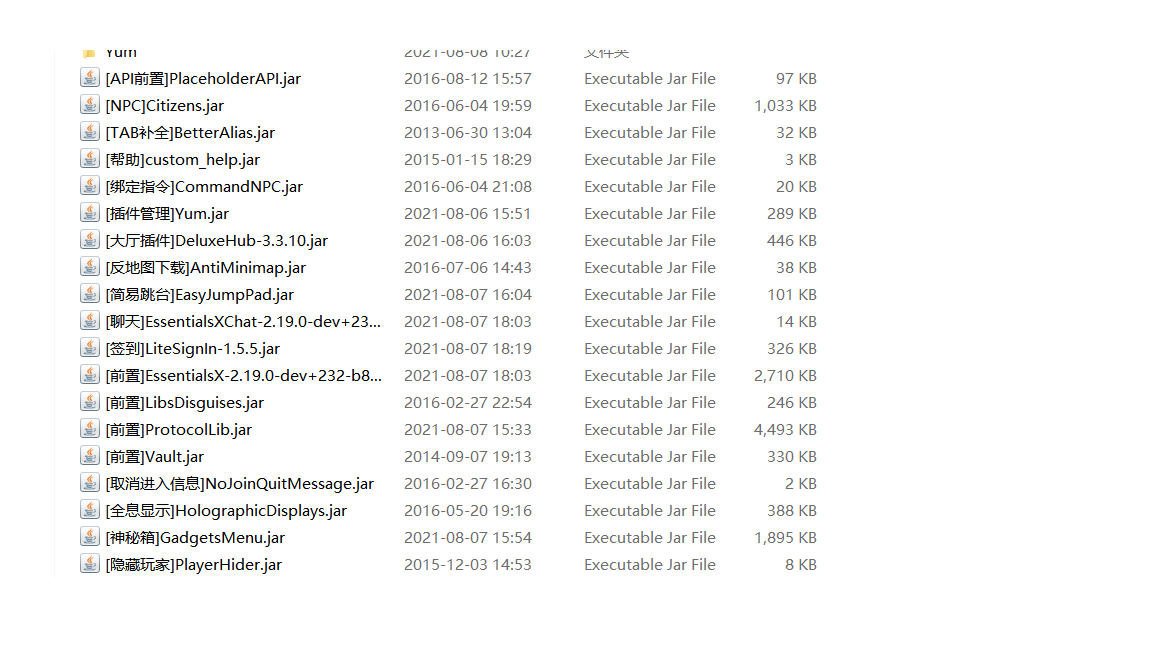 Yum 2021-08-08 10:27 文件夹
[API前置]PlaceholderAPI.jar 2016-08-12 15:57 Executable Jar File 97 KB
[NPC]Citizens.jar 2016-06-04 19:59 Executable Jar File 1,033 KB
[TAB补全]BetterAlias.jar 2013-06-30 13:04 Executable Jar File 32 KB
[帮助]custom_help.jar 2015-01-15 18:29 Executable Jar File 3 KB
[绑定指令]CommandNPC.jar 2016-06-04 21:08 Executable Jar File 20 KB
[插件管理]Yum.jar 2021-08-06 15:51 Executable Jar File 289 KB
[大厅插件]DeluxeHub-3.3.10.jar 2021-08-06 16:03 Executable Jar File 446 KB
[反地图下载]AntiMinimap.jar 2016-07-06 14:43 Executable Jar File 38 KB
[简易跳台]EasyJumpPad.jar 2021-08-07 16:04 Executable Jar File 101 KB
[聊天]EssentialsXChat-2.19.0-dev+23... 2021-08-07 18:03 Executable Jar File 14 KB
[签到]LiteSignIn-1.5.5.jar 2021-08-07 18:19 Executable Jar File 326 KB
[前置]EssentialsX-2.19.0-dev+232-b8... 2021-08-07 18:03 Executable Jar File 2,710 KB
[前置]LibsDisguises.jar 2016-02-27 22:54 Executable Jar File 246 KB
[前置]ProtocolLib.jar 2021-08-07 15:33 Executable Jar File 4,493 KB
[前置]Vault.jar 2014-09-07 19:13 Executable Jar File 330 KB
[取消进入信息]NoJoinQuitMessage.jar 2016-02-27 16:30 Executable Jar File 2 KB
[全息显示]HolographicDisplays.jar 2016-05-20 19:16 Executable Jar File 388 KB
[神秘箱]GadgetsMenu.jar 2021-08-07 15:54 Executable Jar File 1,895 KB
[隐藏玩家]PlayerHider.jar 2015-12-03 14:53 Executable Jar File 8 KB